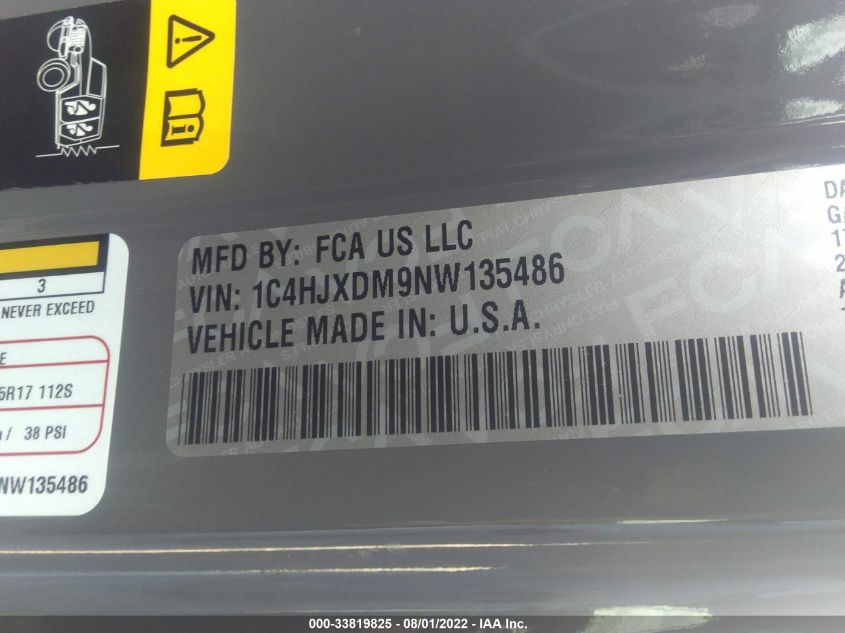 MFD BY: FCA US LLC
VIN: 1C4HJXDM9NW135486
VEHICLE MADE IN: U.S.A.
3
NEVER EXCEED
5R17 112S
/ 38 PSI
NW135486
000-33819825 - 08/01/2022 - IAA Inc.